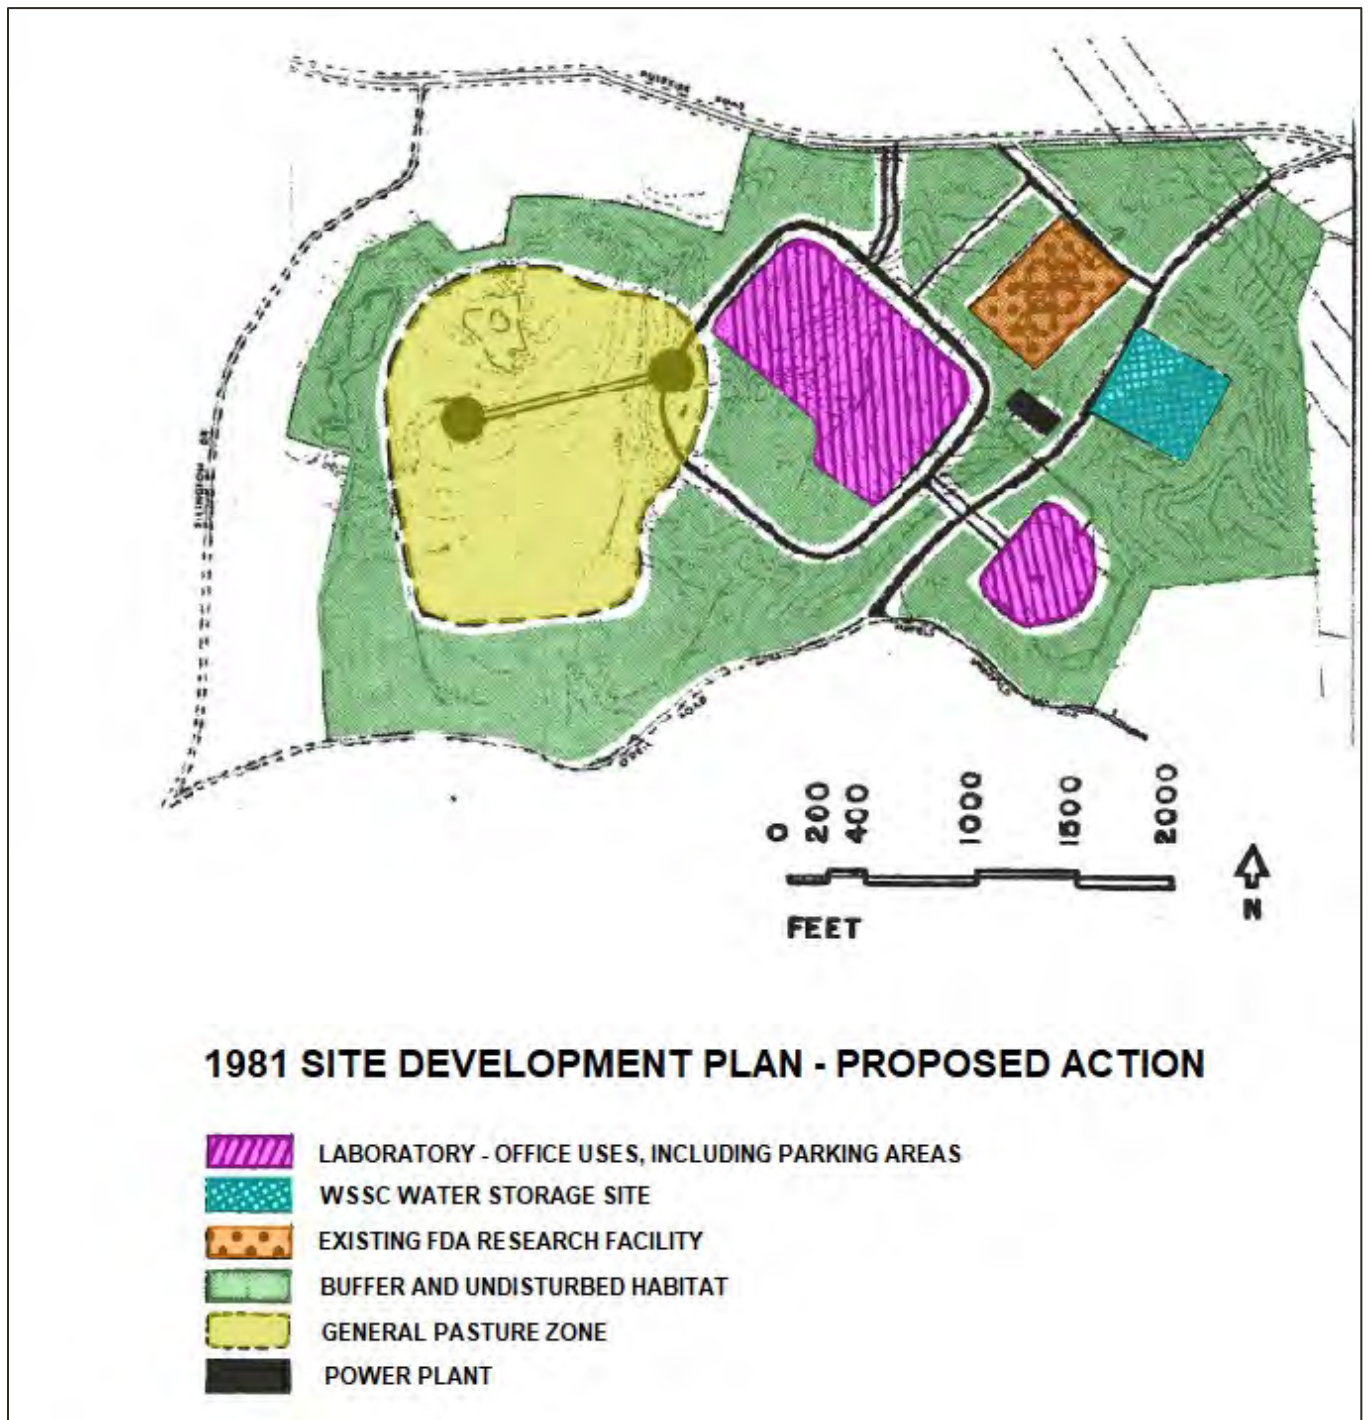 ROAD
0 200 400 1000 1500 2000
FEET
N
1981 SITE DEVELOPMENT PLAN - PROPOSED ACTION
LABORATORY - OFFICE USES, INCLUDING PARKING AREAS
WSSC WATER STORAGE SITE
EXISTING FDA RESEARCH FACILITY
BUFFER AND UNDISTURBED HABITAT
GENERAL PASTURE ZONE
POWER PLANT